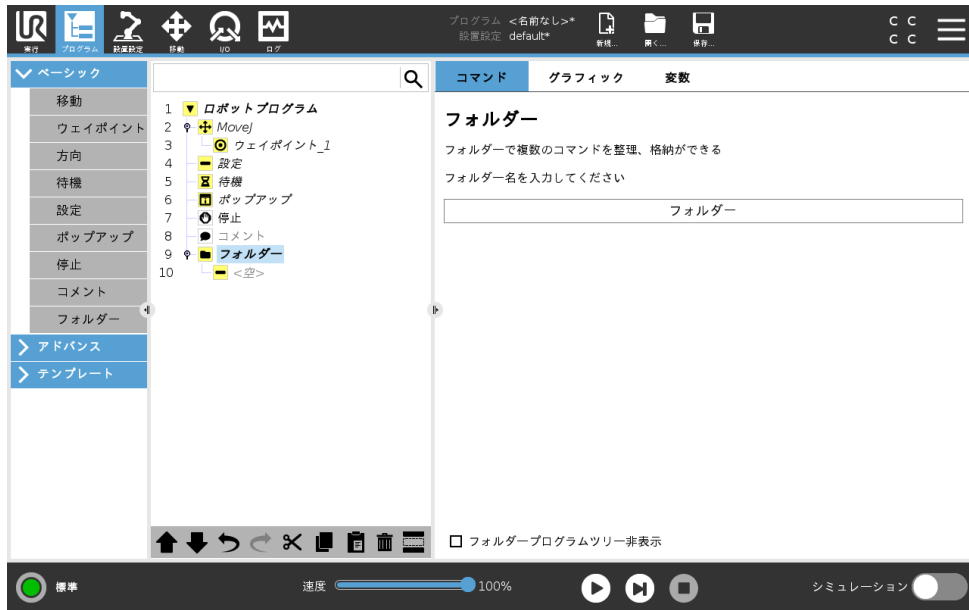 UR
実行
プログラム
設置設定
移動
I/O
ログ
プログラム <名前なし>*
設置設定 default*
新規...
開く...
保存...
C C
C C
ベーシック
移動
ウェイポイント
方向
待機
設定
ポップアップ
停止
コメント
フォルダー
アドバンス
テンプレート
1 ロボットプログラム
2 MoveJ
3 ウェイポイント_1
4 設定
5 待機
6 ポップアップ
7 停止
8 コメント
9 フォルダー
10 <空>
コマンド グラフィック 変数
フォルダー
フォルダーで複数のコマンドを整理、格納ができる
フォルダー名を入力してください
フォルダー
フォルダープログラムツリー非表示
標準
速度 100%
シミュレーション